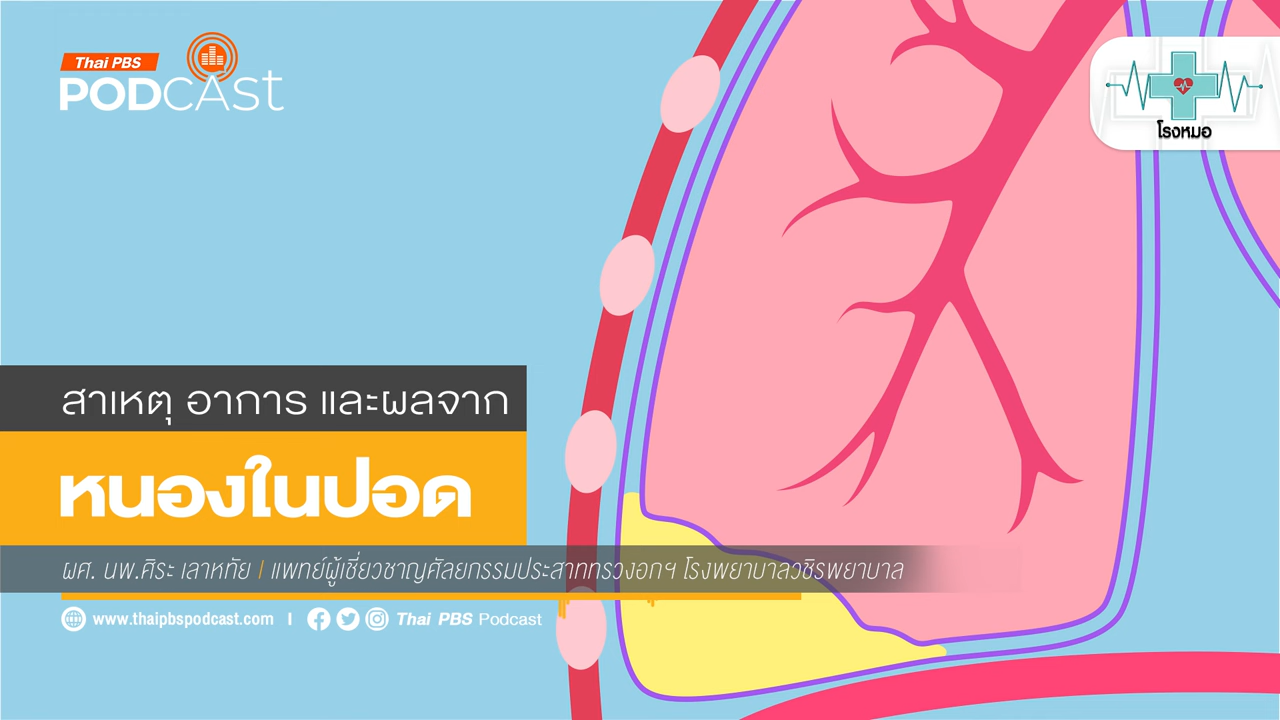 Thai PBS
PODCAST
โรงหมอ
สาเหตุ อาการ และผลจาก
หนองในปอด
ผศ. นพ.ศิระ เลาหทัย | แพทย์ผู้เชี่ยวชาญศัลยกรรมประสาททรวงอกฯ โรงพยาบาลวชิรพยาบาล
www.thaipbspodcast.com | Thai PBS Podcast